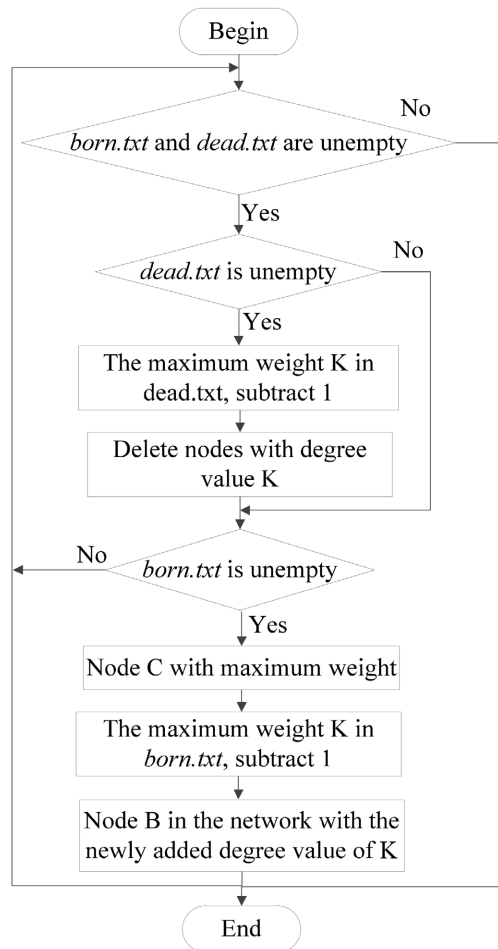 Begin
No
born.txt and dead.txt are unempty
Yes
No
dead.txt is unempty
Yes
The maximum weight K in
dead.txt, subtract 1
Delete nodes with degree
value K
No
born.txt is unempty
Yes
Node C with maximum weight
The maximum weight K in
born.txt, subtract 1
Node B in the network with the
newly added degree value of K
End